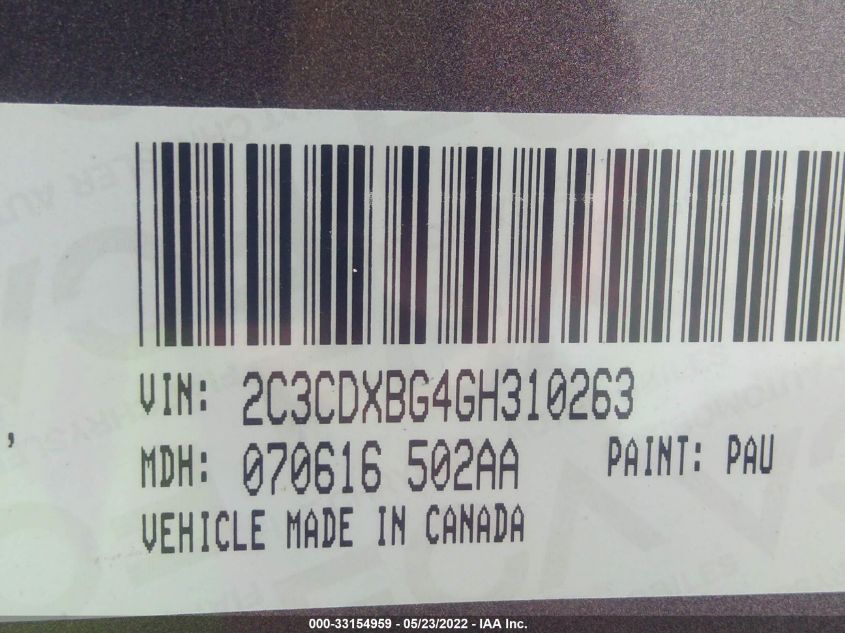 VIN: 2C3CDXBG4GH310263
MDH: 070616 502AA PAINT: PAU
VEHICLE MADE IN CANADA
000-33154959 - 05/23/2022 - IAA Inc.